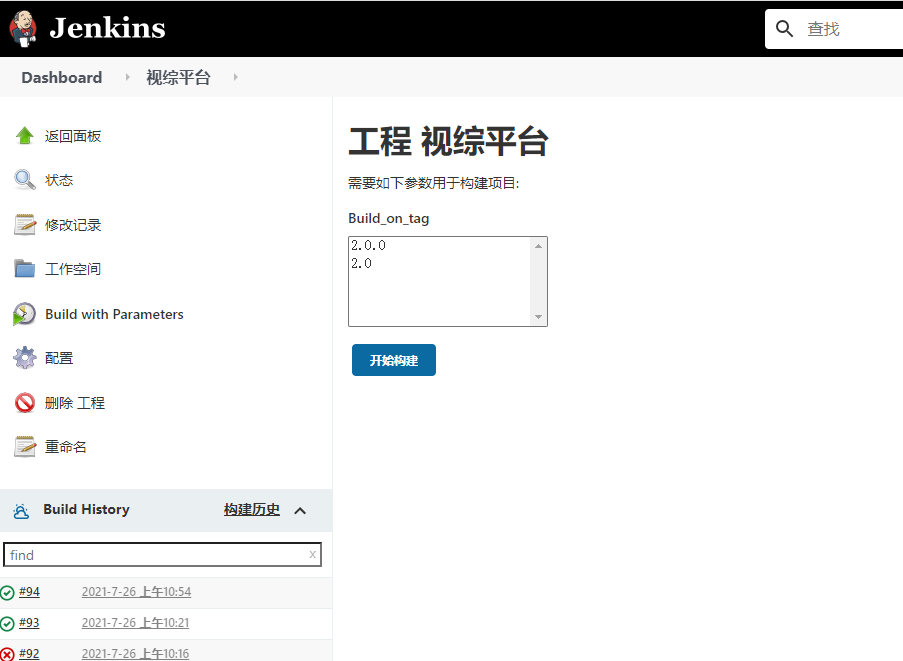 Jenkins
查找
Dashboard
视综平台
返回面板
状态
修改记录
工作空间
Build with Parameters
配置
删除 工程
重命名
Build History
构建历史
find
x
#94
2021-7-26 上午10:54
#93
2021-7-26 上午10:21
#92
2021-7-26 上午10:16
工程 视综平台
需要如下参数用于构建项目:
Build_on_tag
2.0.0
2.0
开始构建